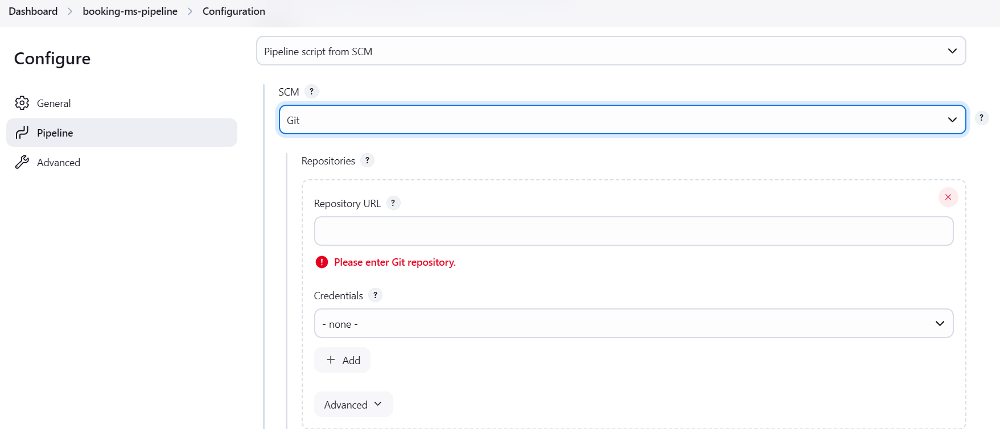 Dashboard > booking-ms-pipeline > Configuration
Configure
General
Pipeline
Advanced
Pipeline script from SCM
SCM ?
Git
?
Repositories ?
Repository URL ?
Please enter Git repository.
Credentials ?
- none -
+ Add
Advanced